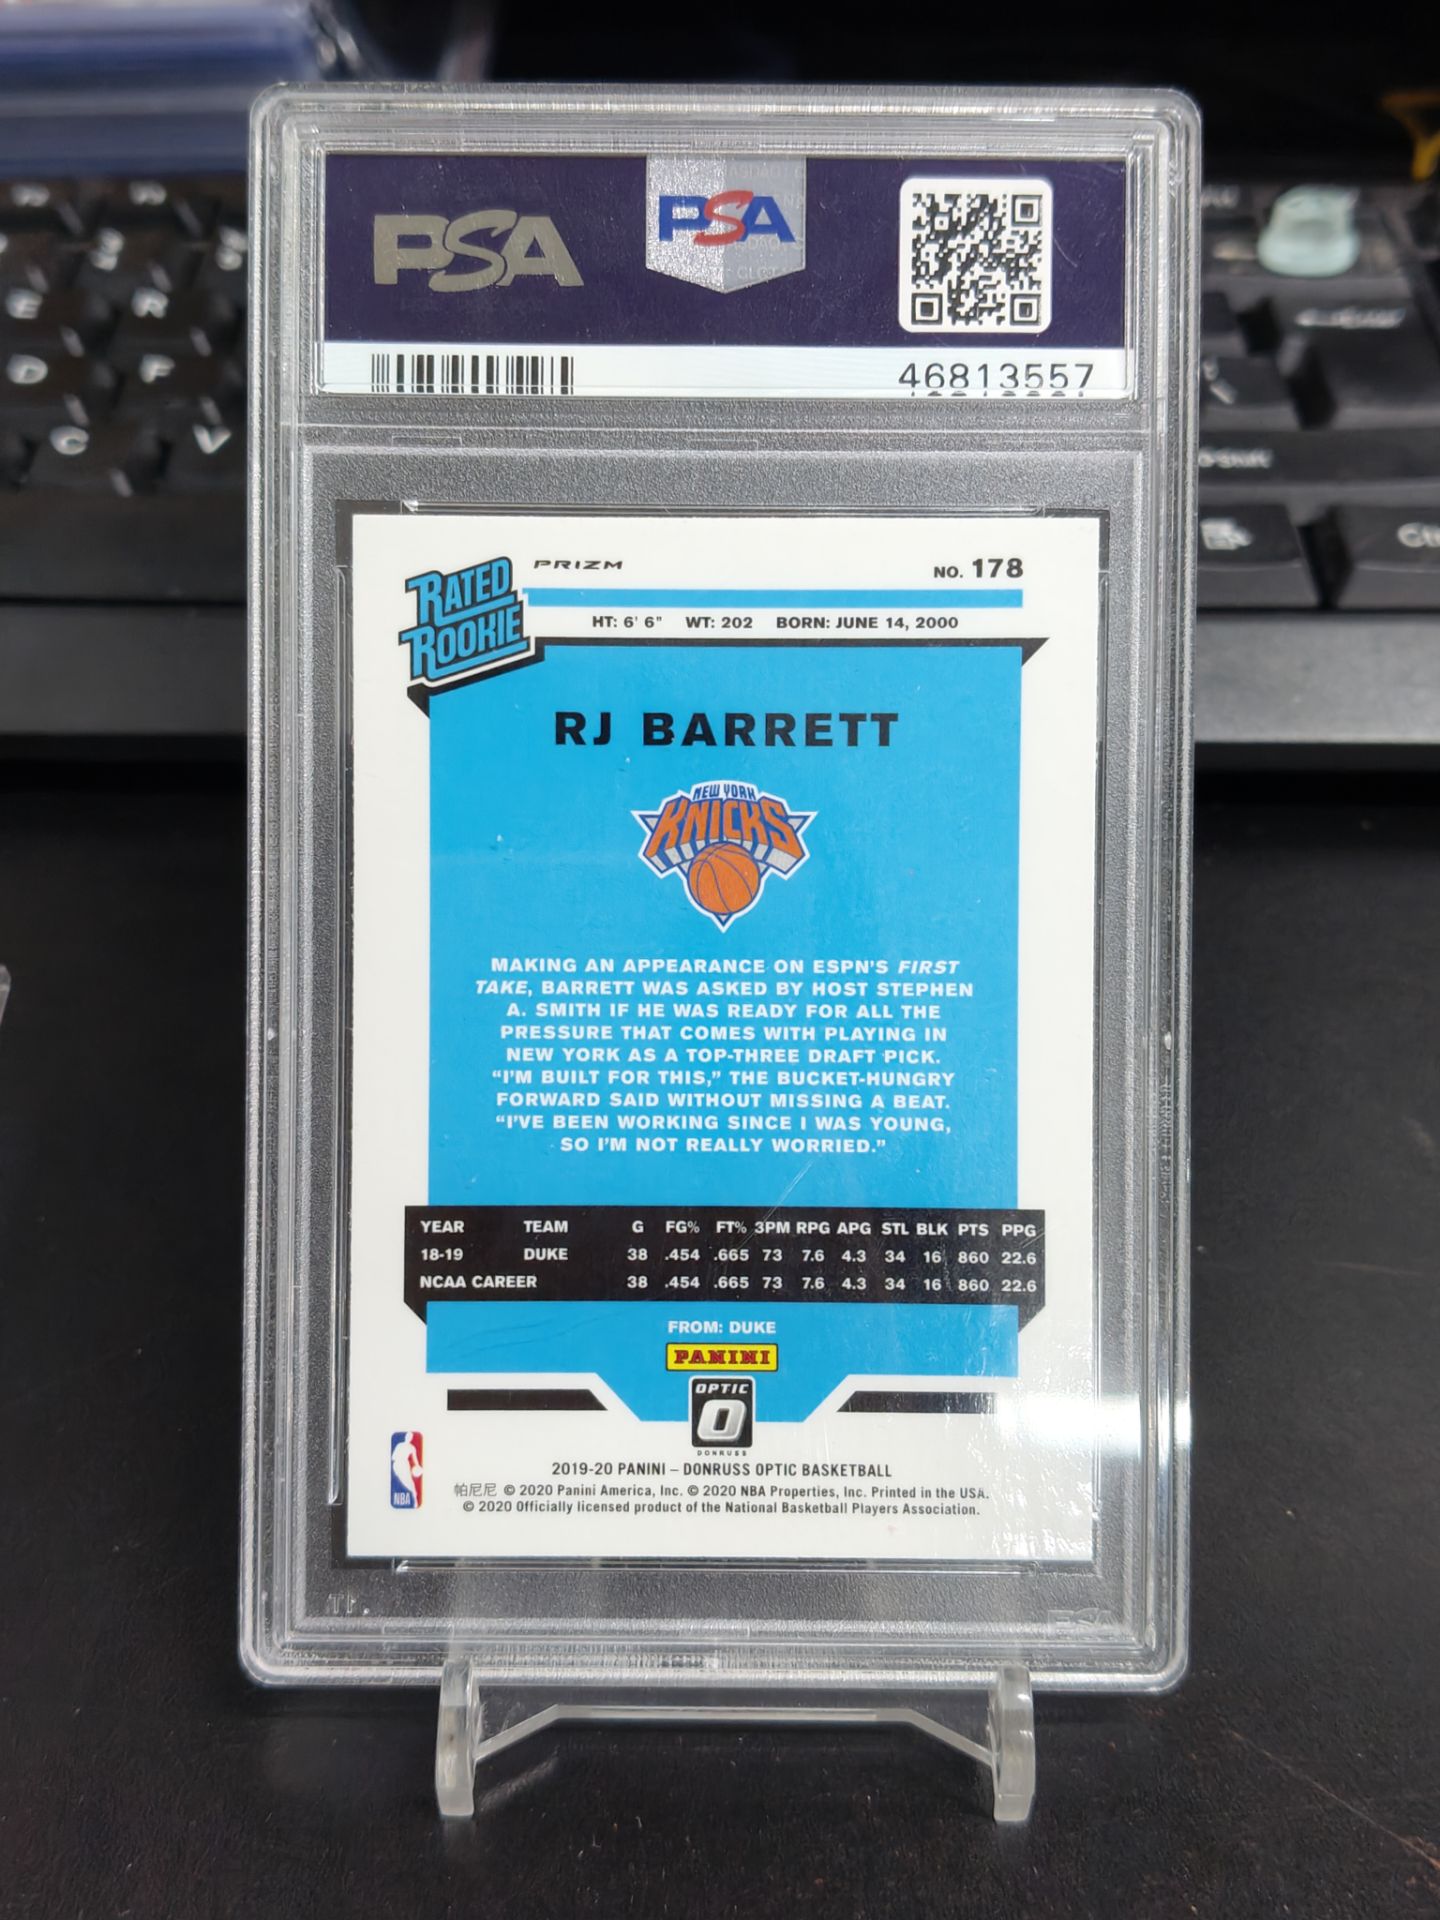 PSA
PSA
46813557
RATED
ROOKIE
PRIZM
NO. 178
HT: 6' 6" WT: 202 BORN: JUNE 14, 2000
RJ BARRETT
NEW YORK
KNICKS
MAKING AN APPEARANCE ON ESPN'S FIRST
TAKE, BARRETT WAS ASKED BY HOST STEPHEN
A. SMITH IF HE WAS READY FOR ALL THE
PRESSURE THAT COMES WITH PLAYING IN
NEW YORK AS A TOP-THREE DRAFT PICK.
"I'M BUILT FOR THIS," THE BUCKET-HUNGRY
FORWARD SAID WITHOUT MISSING A BEAT.
"I'VE BEEN WORKING SINCE I WAS YOUNG,
SO I'M NOT REALLY WORRIED."
YEAR TEAM G FG% FT% 3PM RPG APG STL BLK PTS PPG
18-19 DUKE 38 .454 .665 73 7.6 4.3 34 16 860 22.6
NCAA CAREER 38 .454 .665 73 7.6 4.3 34 16 860 22.6
FROM: DUKE
PANINI
OPTIC
O
DONRUSS
NBA
2019-20 PANINI – DONRUSS OPTIC BASKETBALL
帕尼尼 © 2020 Panini America, Inc. © 2020 NBA Properties, Inc. Printed in the USA.
© 2020 Officially licensed product of the National Basketball Players Association.
E R
D F
C V